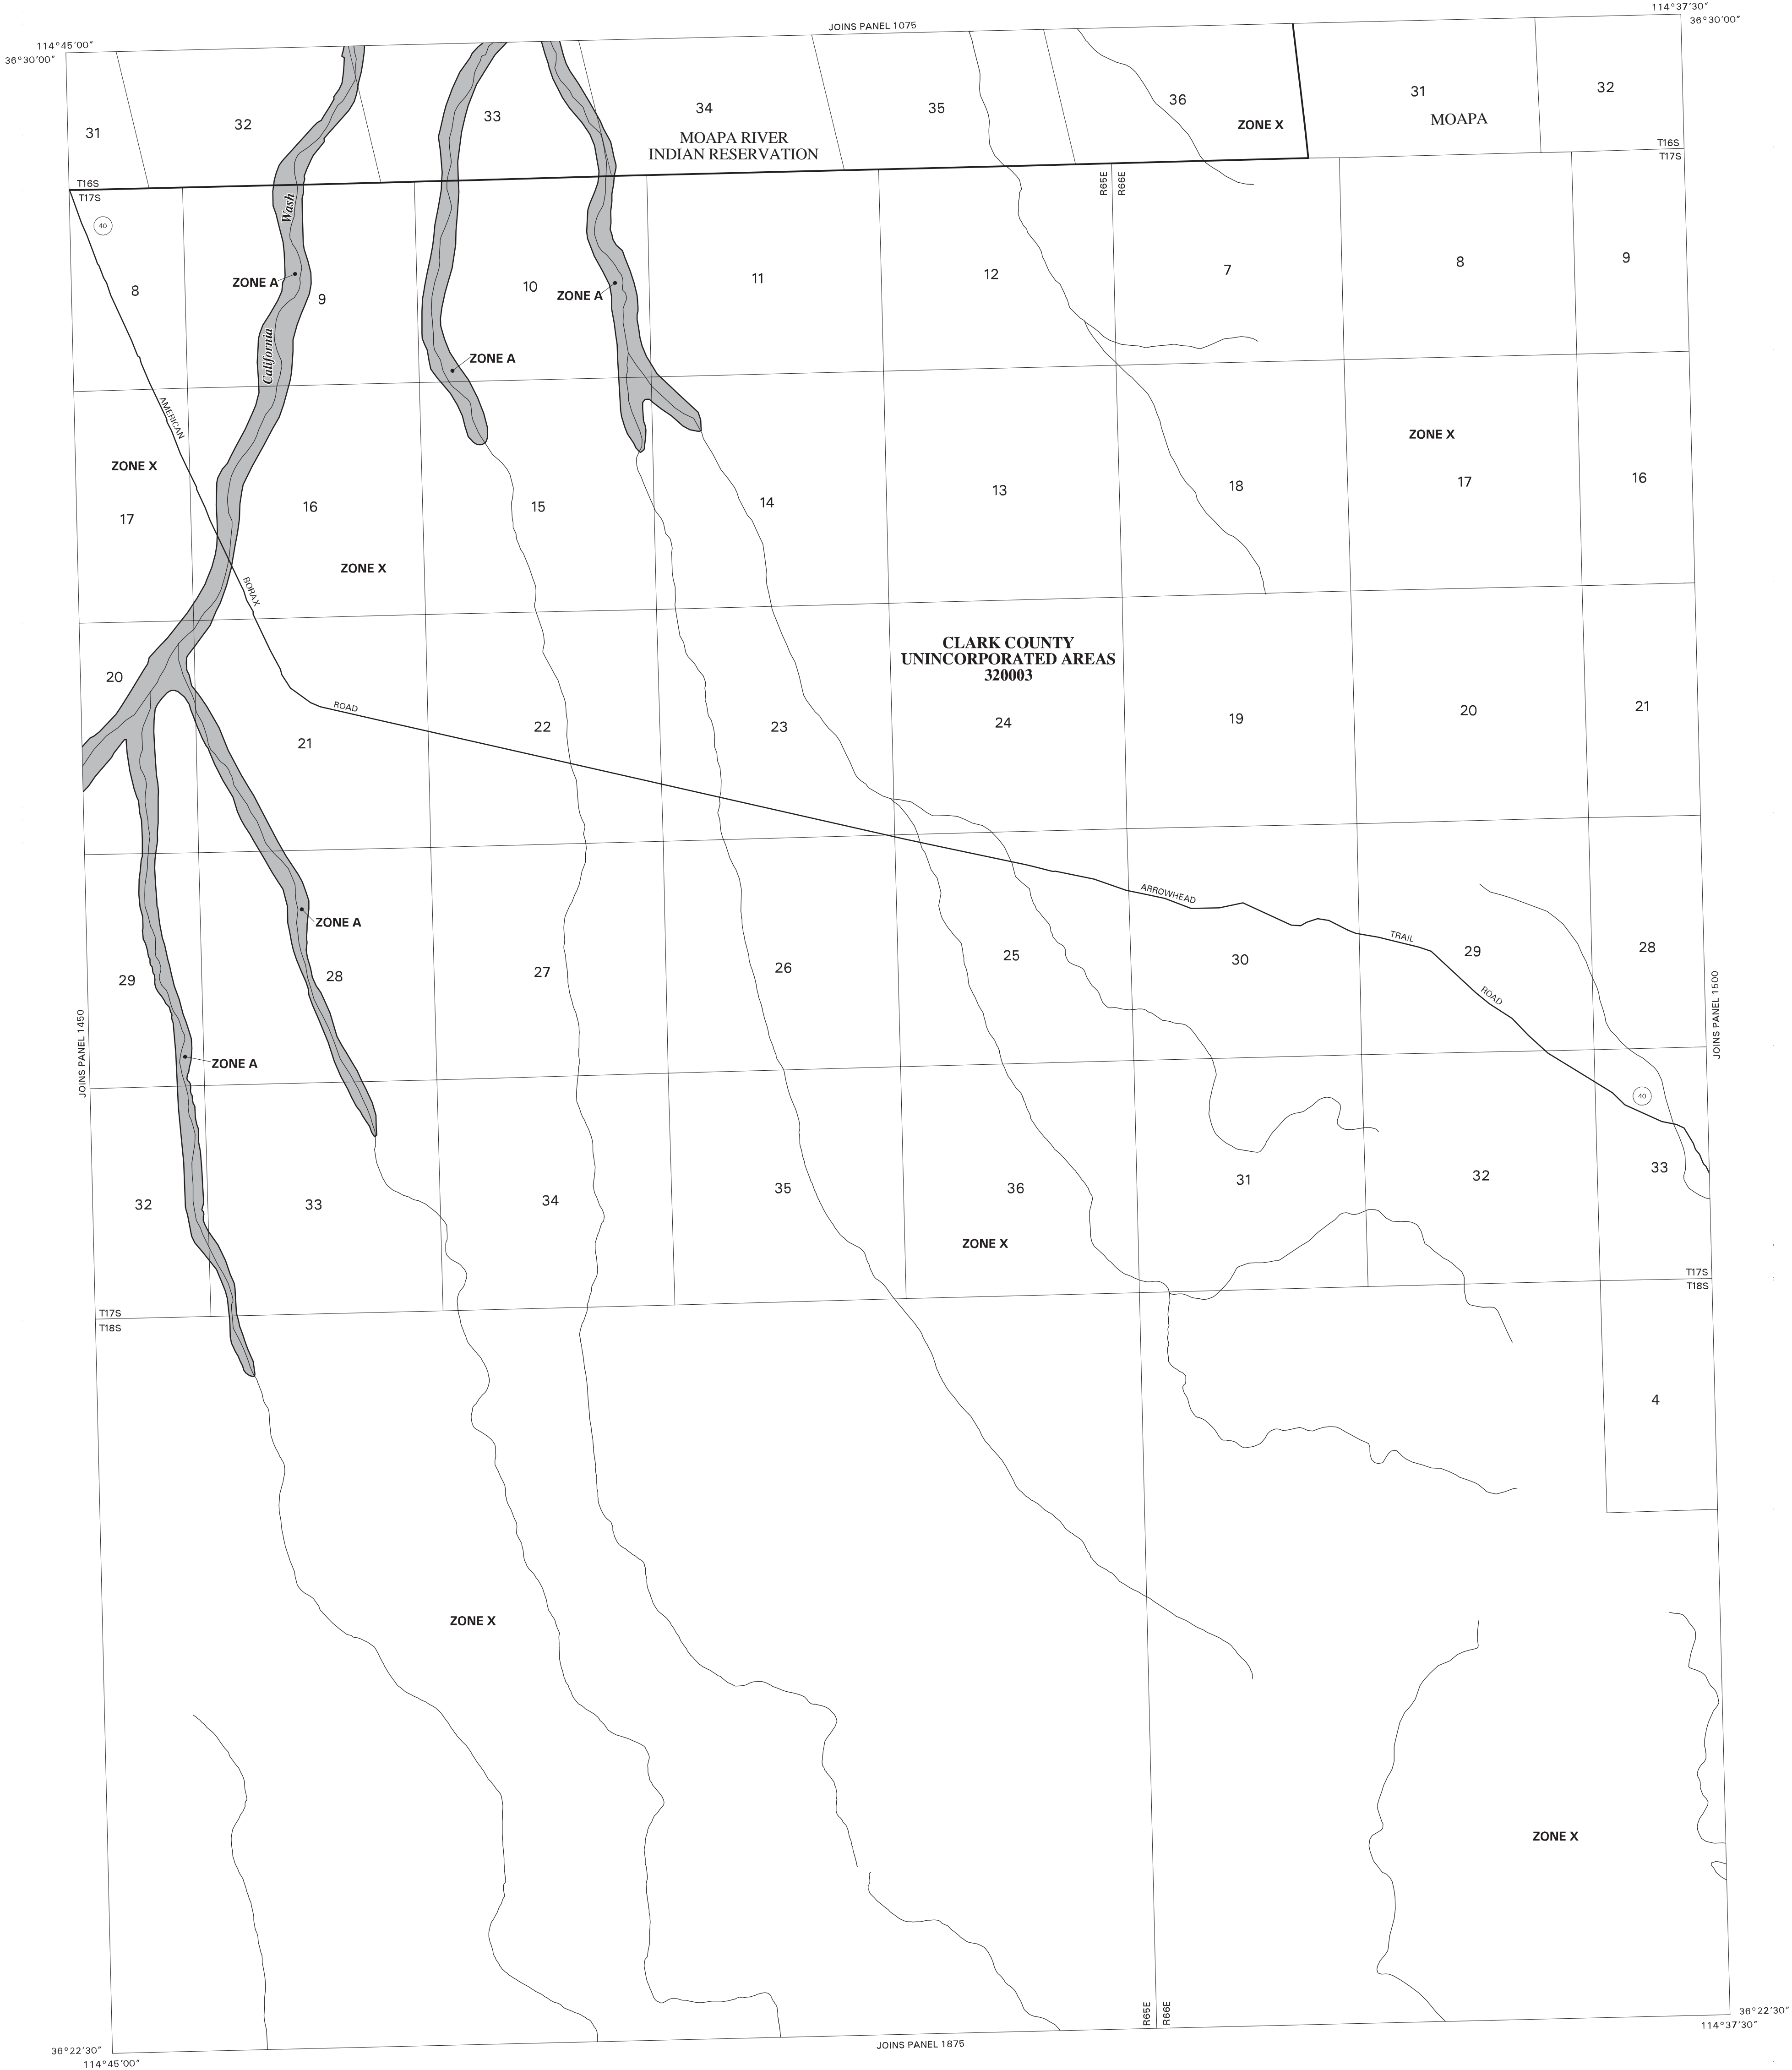 JOINS PANEL 1075
114°37'30"
36°30'00"
114°45'00"
36°30'00"
31
32
33
34
35
36
31
32
MOAPA
ZONE X
MOAPA RIVER
INDIAN RESERVATION
T16S
T17S
T16S
T17S
R65E
R66E
40
Wash
8
ZONE A
9
10
ZONE A
11
12
7
8
9
California
ZONE A
AMERICAN
ZONE X
17
16
ZONE X
15
14
13
18
ZONE X
17
16
BORAX
CLARK COUNTY
UNINCORPORATED AREAS
320003
20
ROAD
21
22
23
24
19
20
21
ARROWHEAD
TRAIL
ROAD
ZONE A
29
28
27
26
25
30
29
28
JOINS PANEL 1450
JOINS PANEL 1500
ZONE A
40
32
33
34
35
36
31
32
33
ZONE X
T17S
T18S
T17S
T18S
4
ZONE X
ZONE X
R65E
R66E
36°22'30"
114°45'00"
JOINS PANEL 1875
36°22'30"
114°37'30"